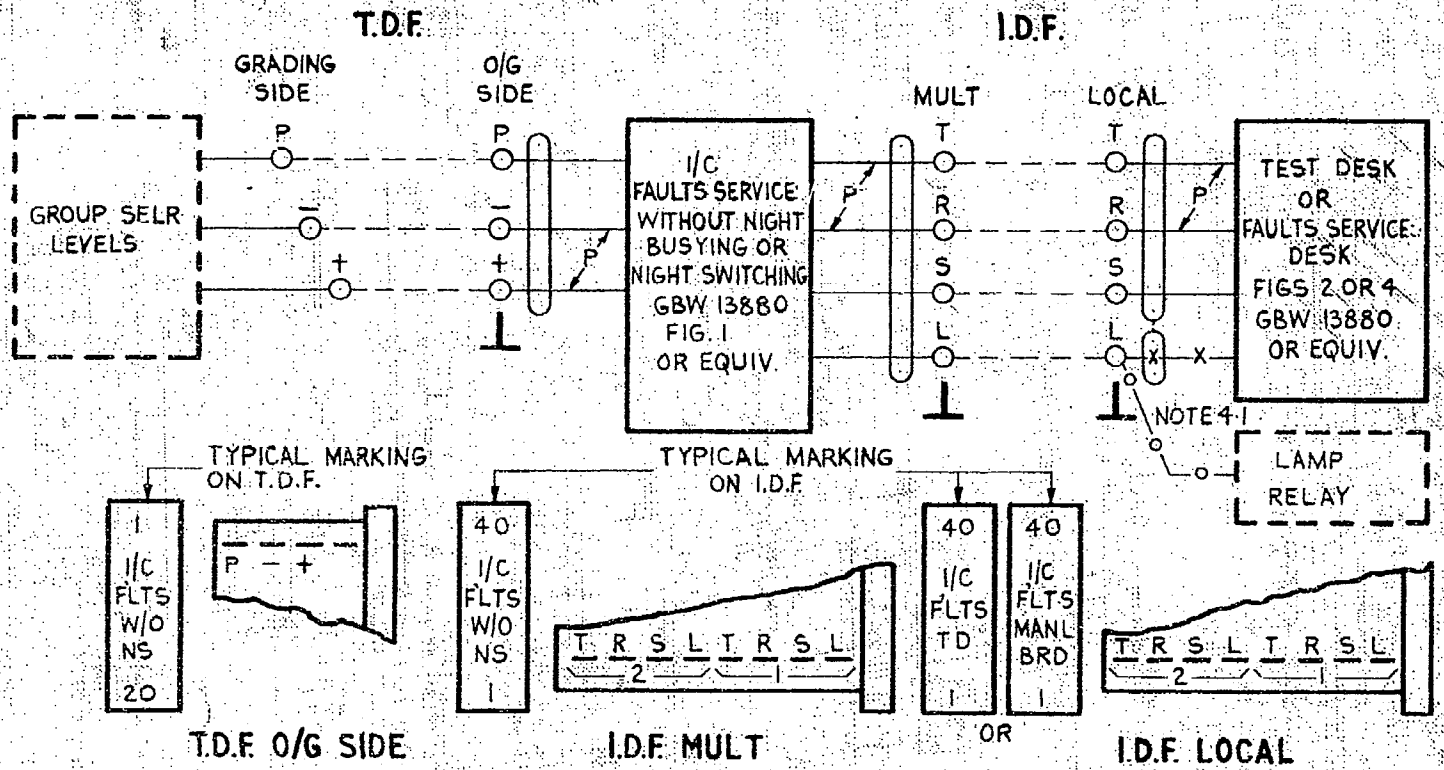 T.D.F.
I.D.F.
GRADING
SIDE
O/G
SIDE
MULT
LOCAL
P
P
T
T
−
−
R
R
+
+
S
S
L
L
P
P
P
X
X
GROUP SELR
LEVELS
I/C
FAULTS SERVICE
WITHOUT NIGHT
BUSYING OR
NIGHT SWITCHING
GBW 13880
FIG. 1
OR EQUIV.
TEST DESK
OR
FAULTS SERVICE
DESK
FIGS 2 OR 4
GBW 13880
OR EQUIV.
NOTE 4·1
LAMP
RELAY
TYPICAL MARKING
ON T.D.F.
TYPICAL MARKING
ON I.D.F.
1
I/C
FLTS
W/O
NS
20
P − +
40
I/C
FLTS
W/O
NS
1
T R S L T R S L
2 1
40
I/C
FLTS
TD
1
40
I/C
FLTS
MANL
BRD
1
OR
T R S L T R S L
2 1
T.D.F. O/G SIDE
I.D.F. MULT
I.D.F. LOCAL